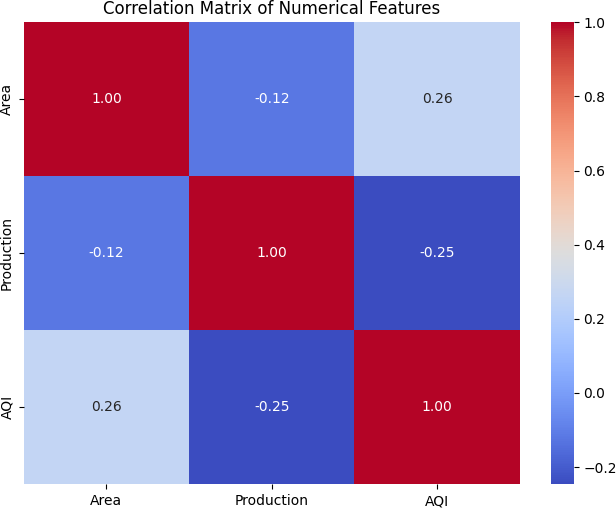 Correlation Matrix of Numerical Features
Area
1.00
-0.12
0.26
Production
-0.12
1.00
-0.25
AQI
0.26
-0.25
1.00
Area
Production
AQI
1.0
0.8
0.6
0.4
0.2
0.0
−0.2